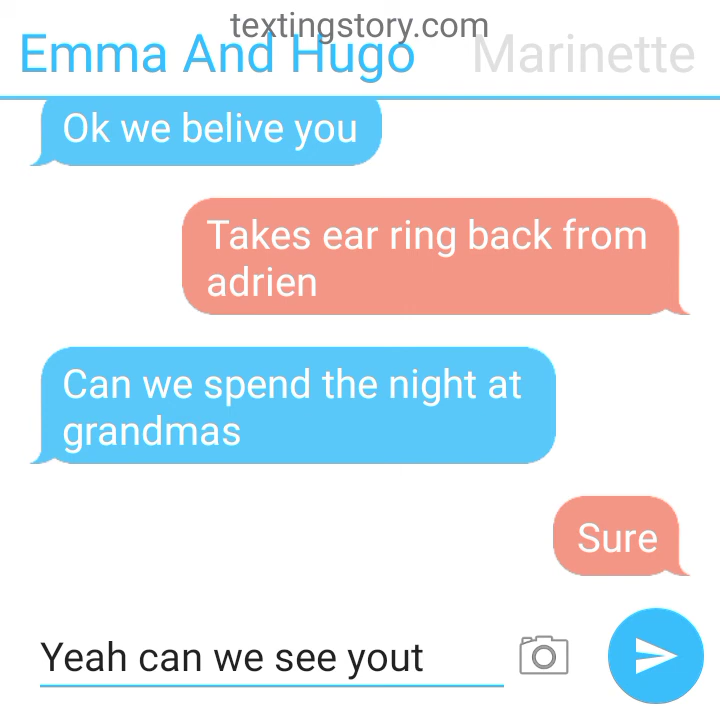 textingstory.com
Emma And Hugo Marinette
Ok we belive you
Takes ear ring back from
adrien
Can we spend the night at
grandmas
Sure
Yeah can we see yout